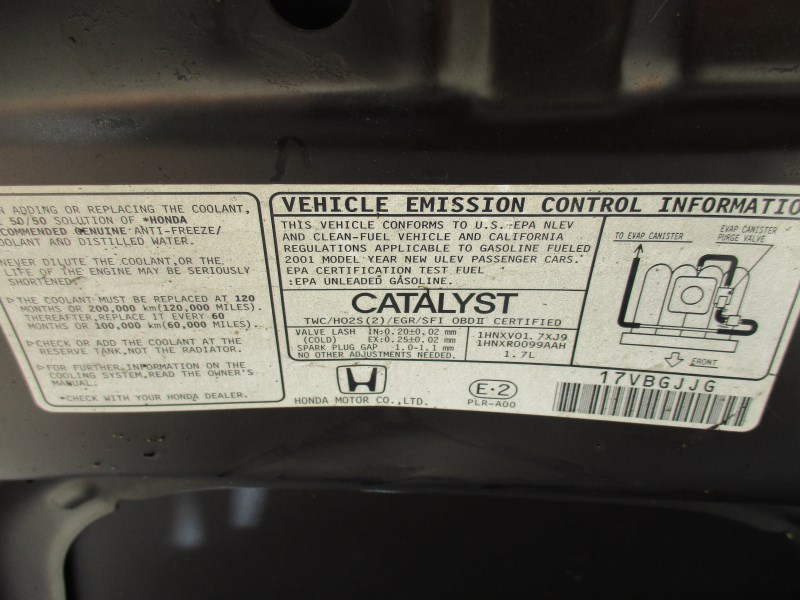 ADDING OR REPLACING THE COOLANT,
50/50 SOLUTION OF *HONDA
COMMENDED GENUINE ANTI-FREEZE/
OOLANT AND DISTILLED WATER.
NEVER DILUTE THE COOLANT,OR THE
LIFE OF THE ENGINE MAY BE SERIOUSLY
SHORTENED.
▷THE COOLANT MUST BE REPLACED AT 120
MONTHS OR 200,000 km(120,000 MILES).
THEREAFTER,REPLACE IT EVERY 60
MONTHS OR 100,000 km(60,000 MILES).
▷CHECK OR ADD THE COOLANT AT THE
RESERVE TANK,NOT THE RADIATOR.
▷FOR FURTHER INFORMATION ON THE
COOLING SYSTEM,READ THE OWNER'S
MANUAL.
*CHECK WITH YOUR HONDA DEALER.
VEHICLE EMISSION CONTROL INFORMATIO
THIS VEHICLE CONFORMS TO U.S. EPA NLEV
AND CLEAN-FUEL VEHICLE AND CALIFORNIA
REGULATIONS APPLICABLE TO GASOLINE FUELED
2001 MODEL YEAR NEW ULEV PASSENGER CARS.
EPA CERTIFICATION TEST FUEL
:EPA UNLEADED GASOLINE.
CATALYST
TWC/HO2S(2)/EGR/SFI OBDⅡ CERTIFIED
VALVE LASH IN:0.20±0.02 mm
(COLD) EX:0.25±0.02 mm
SPARK PLUG GAP 1.0-1.1 mm
NO OTHER ADJUSTMENTS NEEDED.
1HNXV01.7XJ9
1HNXR0099AAH
1.7L
TO EVAP CANISTER
EVAP CANISTER
PURGE VALVE
FRONT
HONDA MOTOR CO.,LTD.
E・2
PLR-A00
17VBGJJG